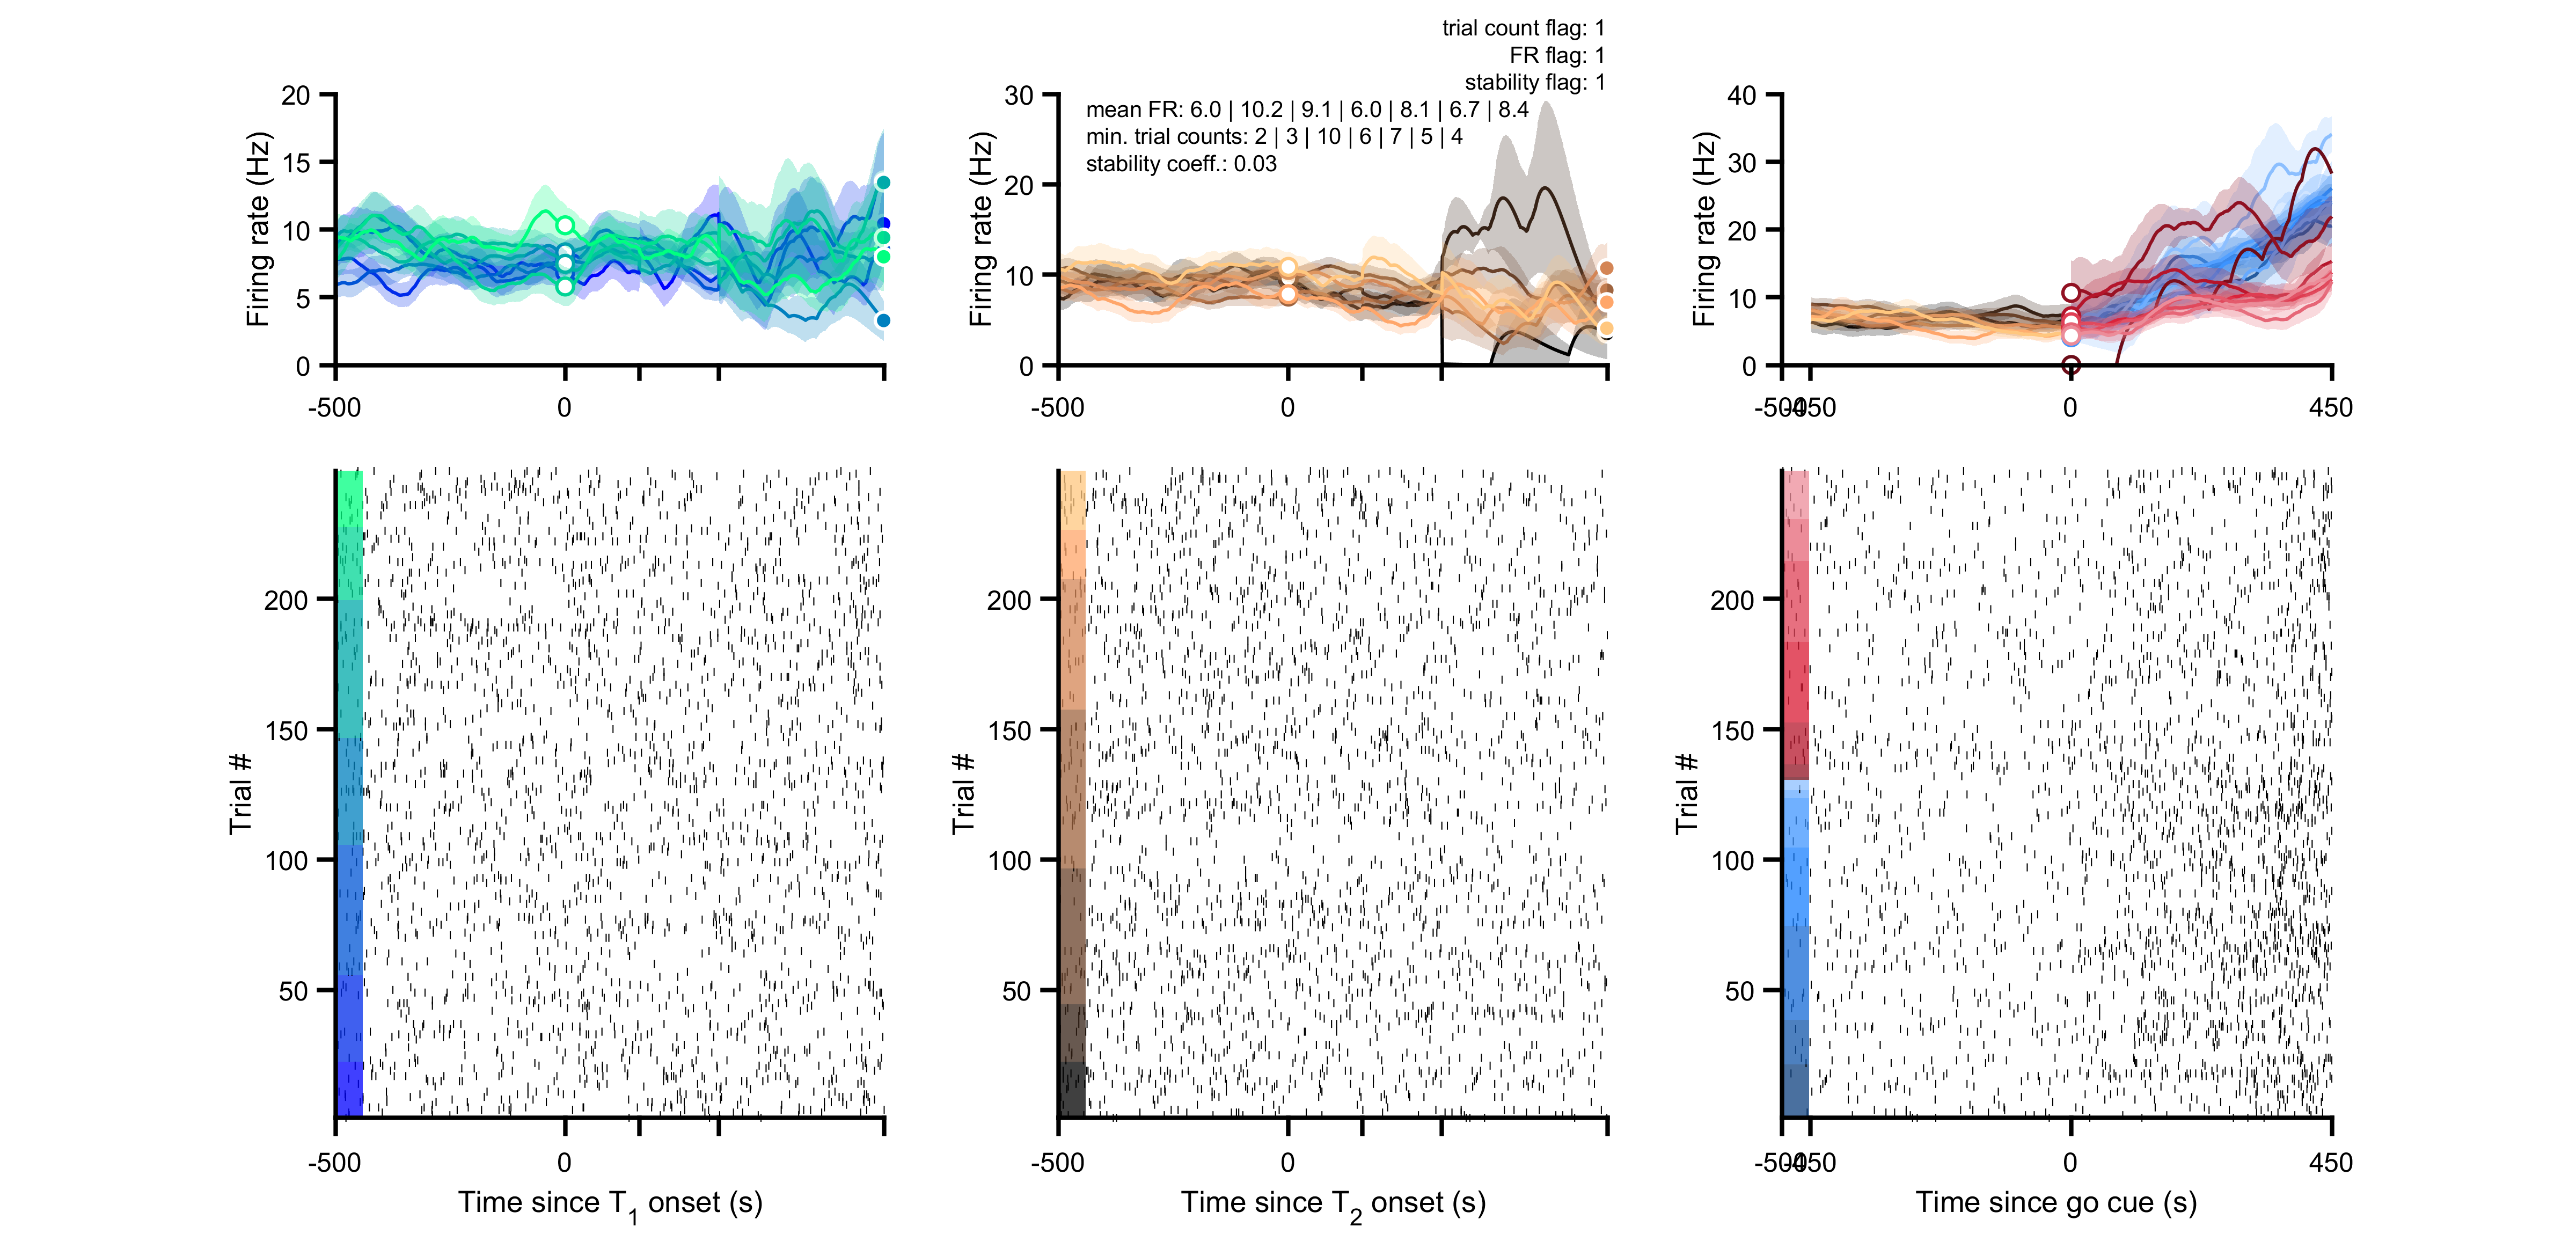 trial count flag: 1
FR flag: 1
stability flag: 1
mean FR: 6.0 | 10.2 | 9.1 | 6.0 | 8.1 | 6.7 | 8.4
min. trial counts: 2 | 3 | 10 | 6 | 7 | 5 | 4
stability coeff.: 0.03
Firing rate (Hz)
20
15
10
5
0
-500
0
Firing rate (Hz)
30
20
10
0
-500
0
Firing rate (Hz)
40
30
20
10
0
-500
-450
0
450
Trial #
200
150
100
50
-500
0
Time since T1 onset (s)
Trial #
200
150
100
50
-500
0
Time since T2 onset (s)
Trial #
200
150
100
50
-500
-450
0
450
Time since go cue (s)